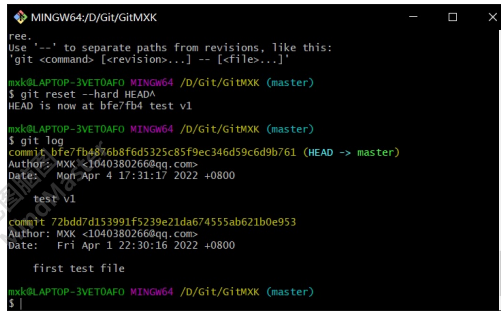 MINGW64:/D/Git/GitMXK
ree.
Use '--' to separate paths from revisions, like this:
'git <command> [<revision>...] -- [<file>...]'
mxk@LAPTOP-3VETOAFO MINGW64 /D/Git/GitMXK (master)
$ git reset --hard HEAD^
HEAD is now at bfe7fb4 test v1
mxk@LAPTOP-3VETOAFO MINGW64 /D/Git/GitMXK (master)
$ git log
commit bfe7fb4876b8f6d5325c85f9ec346d59c6d9b761 (HEAD -> master)
Author: MXK <1040380266@qq.com>
Date:   Mon Apr 4 17:31:17 2022 +0800
test v1
commit 72bdd7d153991f5239e21da674555ab621b0e953
Author: MXK <1040380266@qq.com>
Date:   Fri Apr 1 22:30:16 2022 +0800
first test file
mxk@LAPTOP-3VETOAFO MINGW64 /D/Git/GitMXK (master)
$
MindMaster